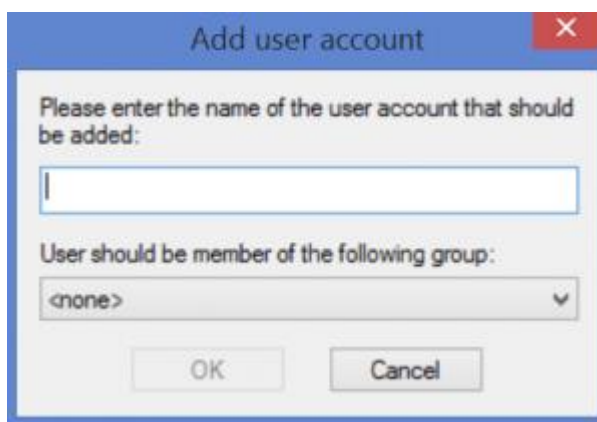 Add user account
Please enter the name of the user account that should
be added:
User should be member of the following group:
<none>
OK
Cancel